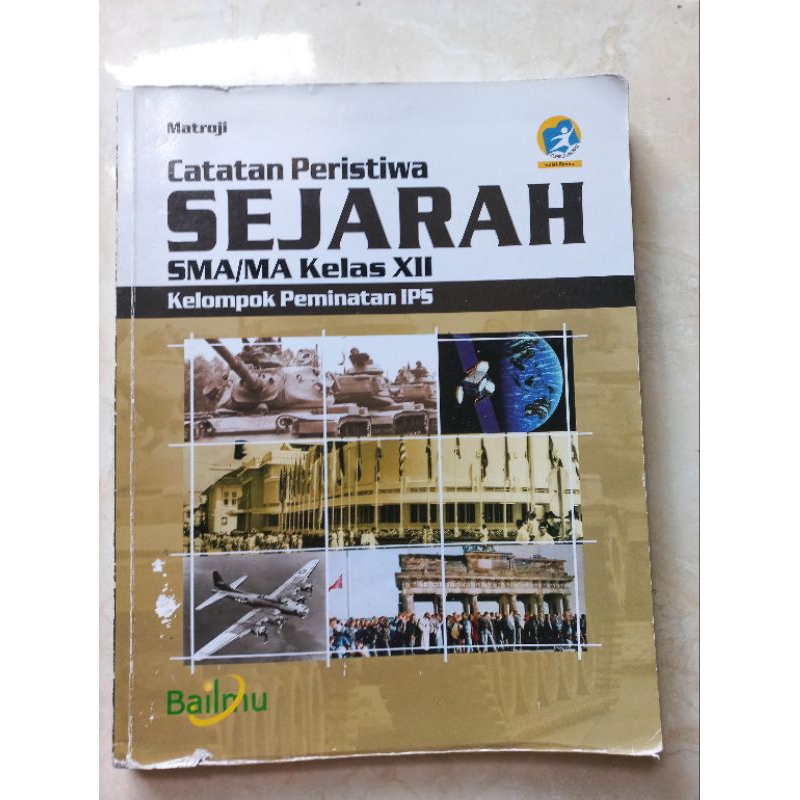 Matroji
Catatan Peristiwa
SEJARAH
SMA/MA Kelas XII
Kelompok Peminatan IPS
Bailmu